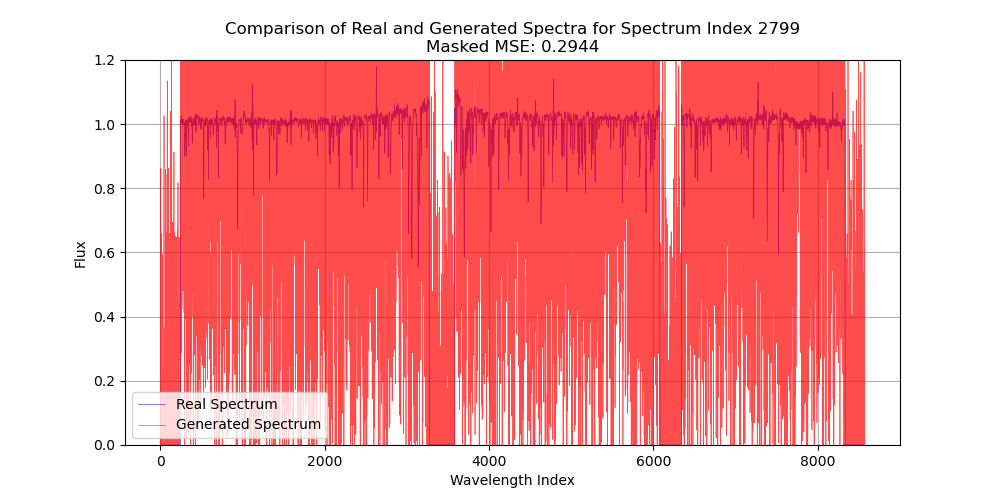 Comparison of Real and Generated Spectra for Spectrum Index 2799
Masked MSE: 0.2944
1.2
1.0
0.8
0.6
0.4
0.2
0.0
Flux
Real Spectrum
Generated Spectrum
0 2000 4000 6000 8000
Wavelength Index